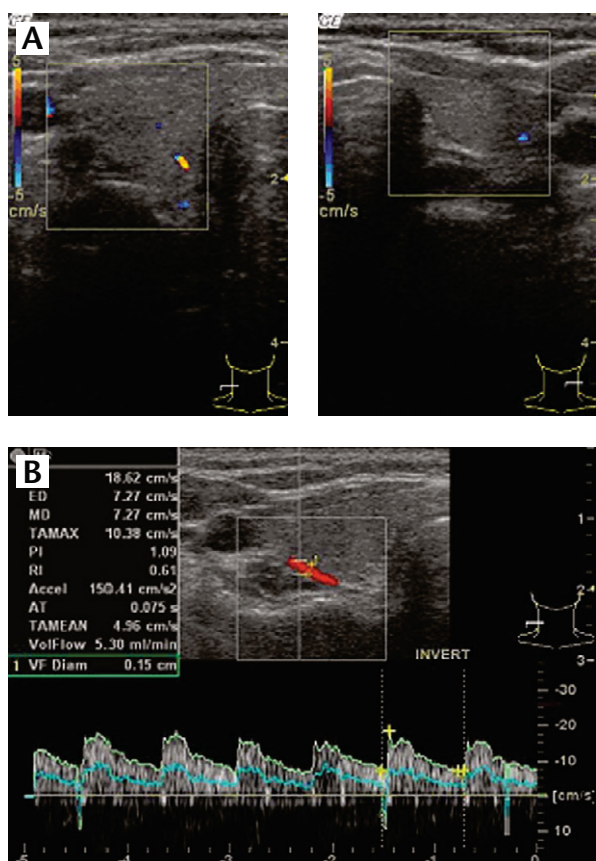 GE
A
5
-5
cm/s
2
4
GE
5
-5
cm/s
2
4
B
18.62 cm/s
ED 7.27 cm/s
MD 7.27 cm/s
TAMAX 10.38 cm/s
PI 1.09
RI 0.61
Accel 150.41 cm/s2
AT 0.075 s
TAMEAN 4.96 cm/s
VolFlow 5.30 ml/min
1 VF Diam 0.15 cm
1
1
2
3
INVERT
-30
-20
-10
[cm/s]
10
-5 -4 -3 -2 -1 0